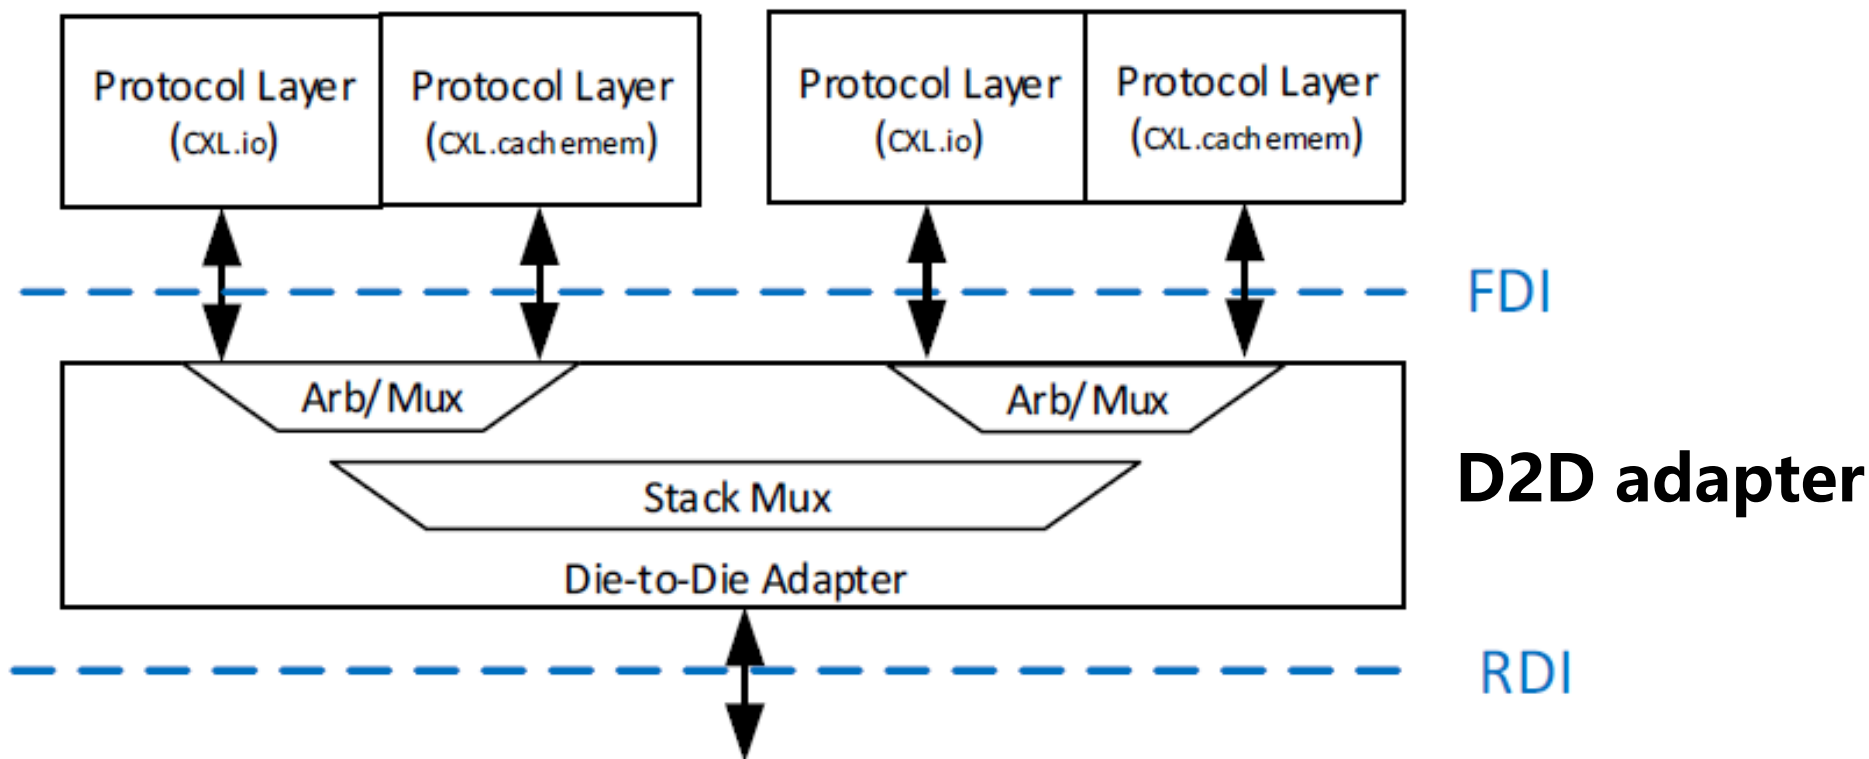 Protocol Layer
(CXL.io)
Protocol Layer
(CXL.cachemem)
Protocol Layer
(CXL.io)
Protocol Layer
(CXL.cachemem)
FDI
Arb/Mux
Arb/Mux
Stack Mux
D2D adapter
Die-to-Die Adapter
RDI